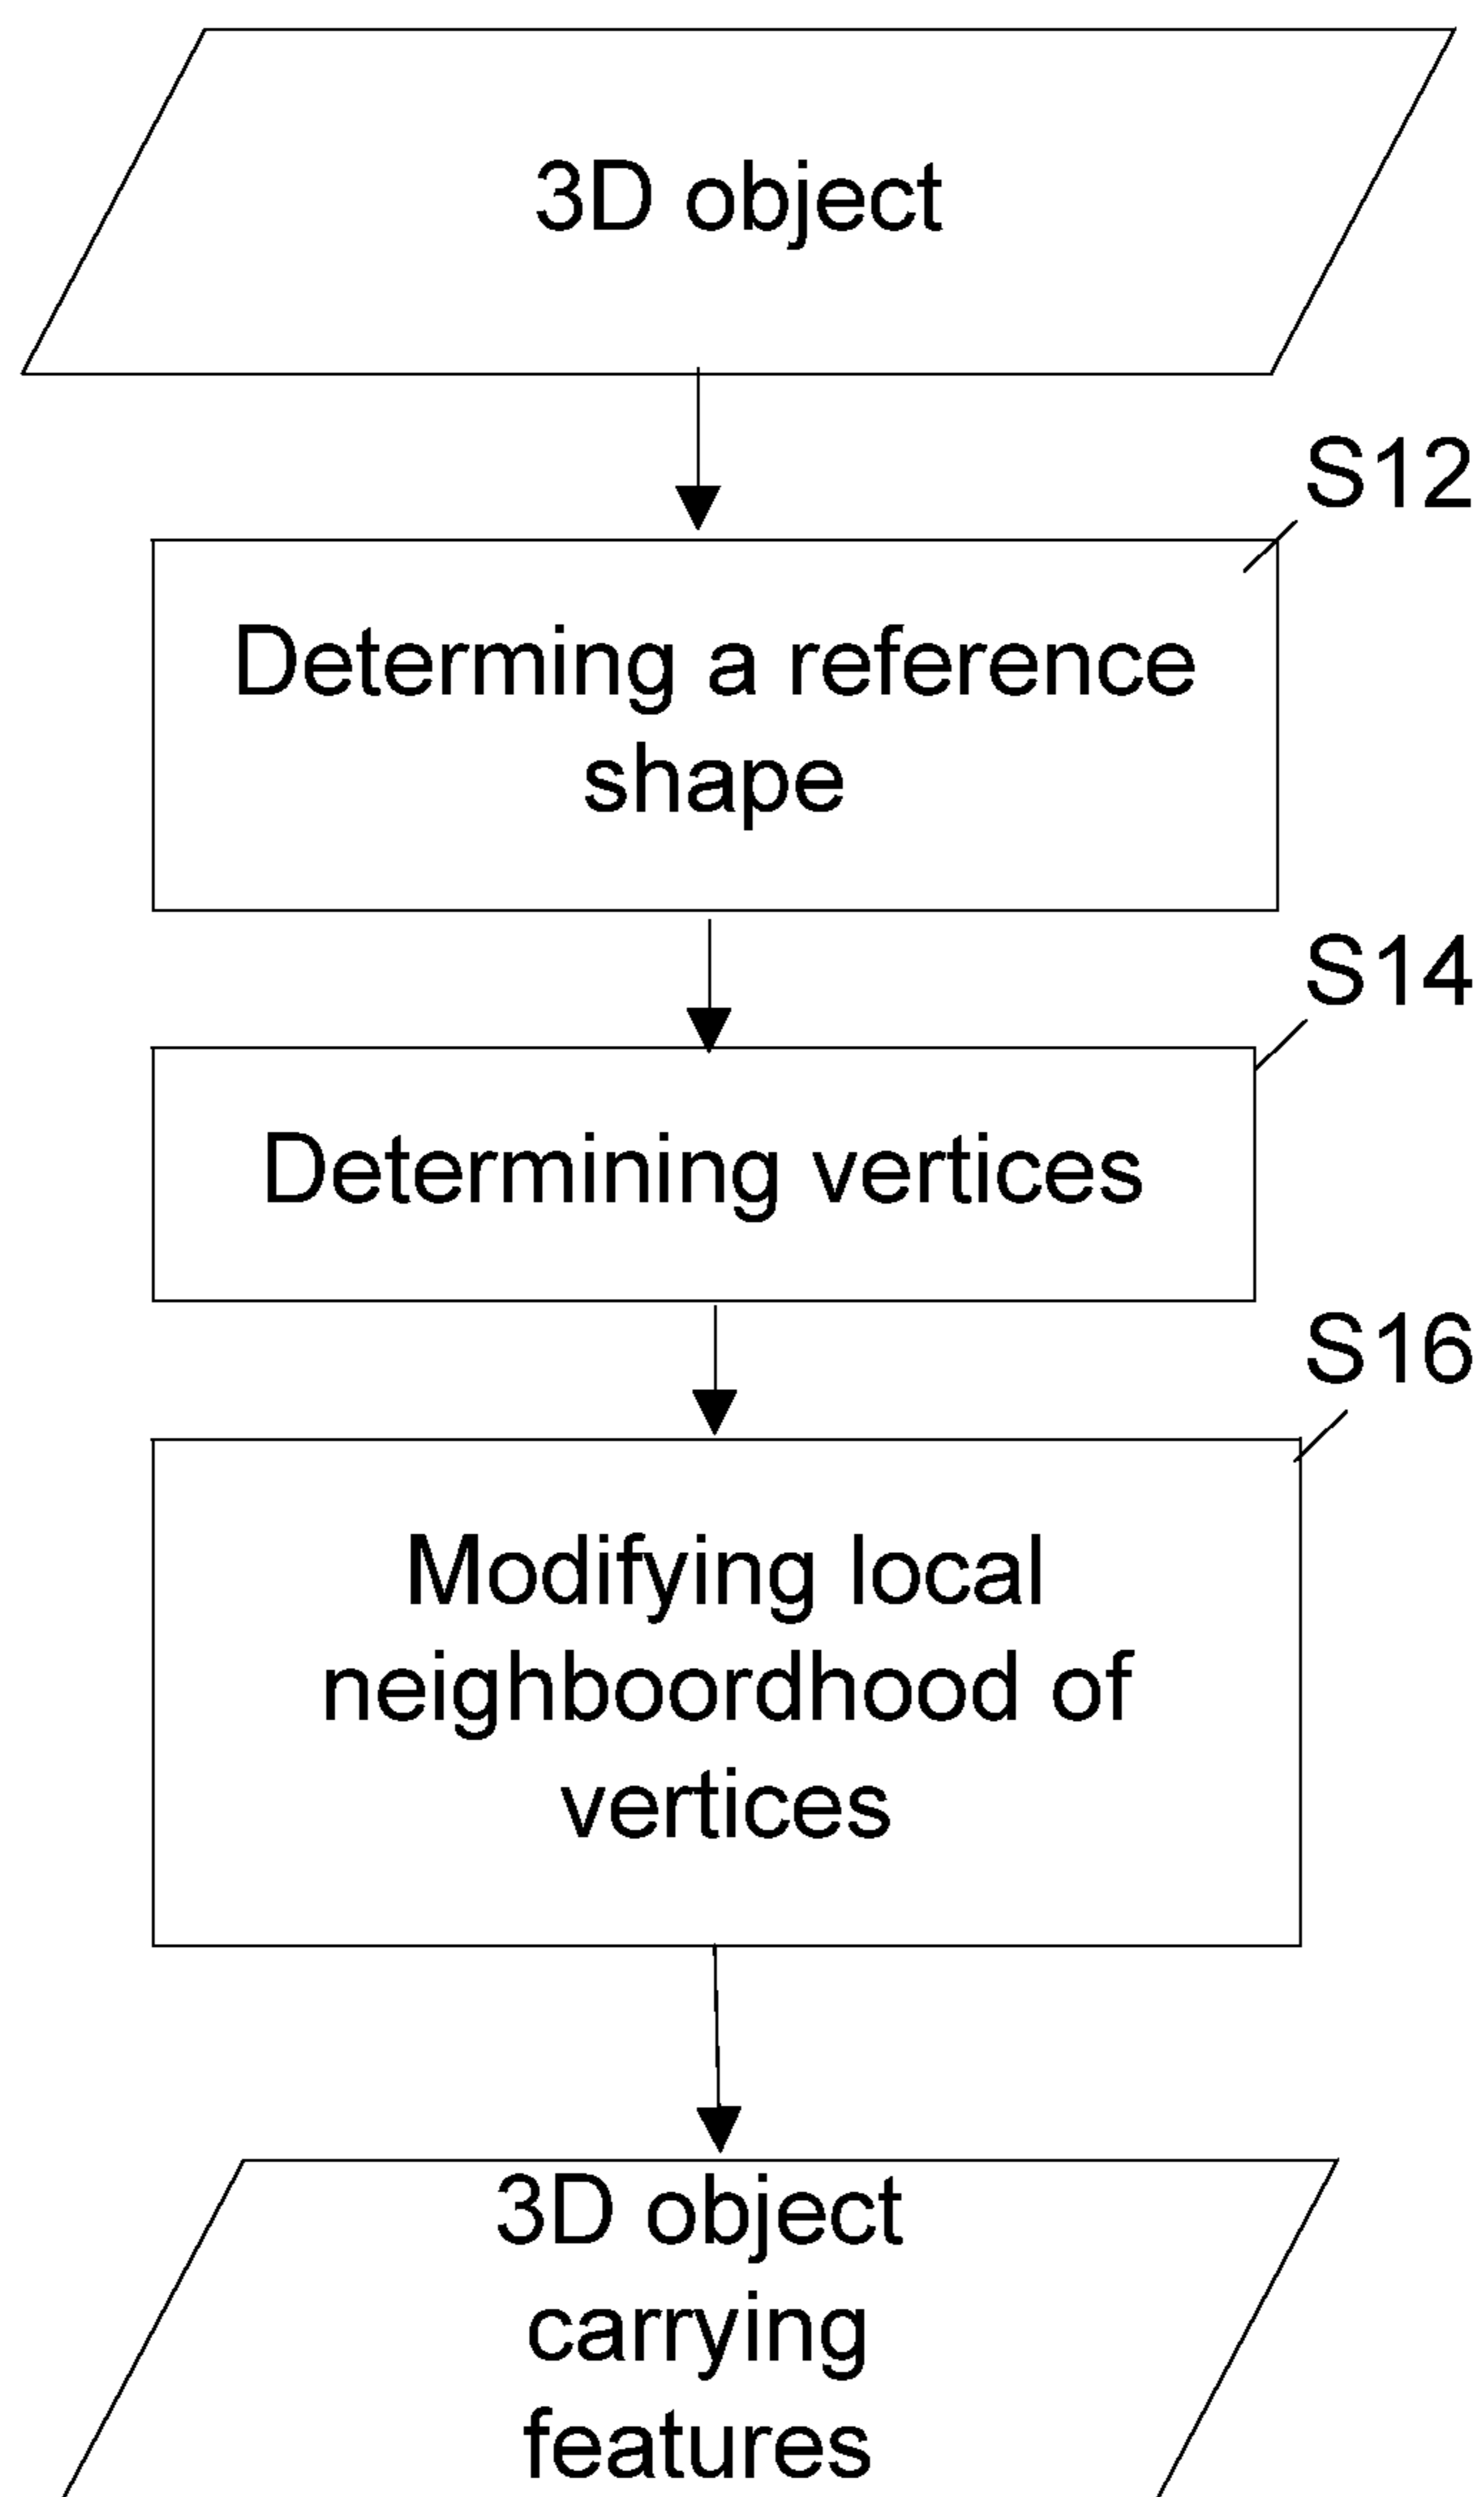 3D object
S12
Determing a reference
shape
S14
Determining vertices
S16
Modifying local
neighboordhood of
vertices
3D object
carrying
features